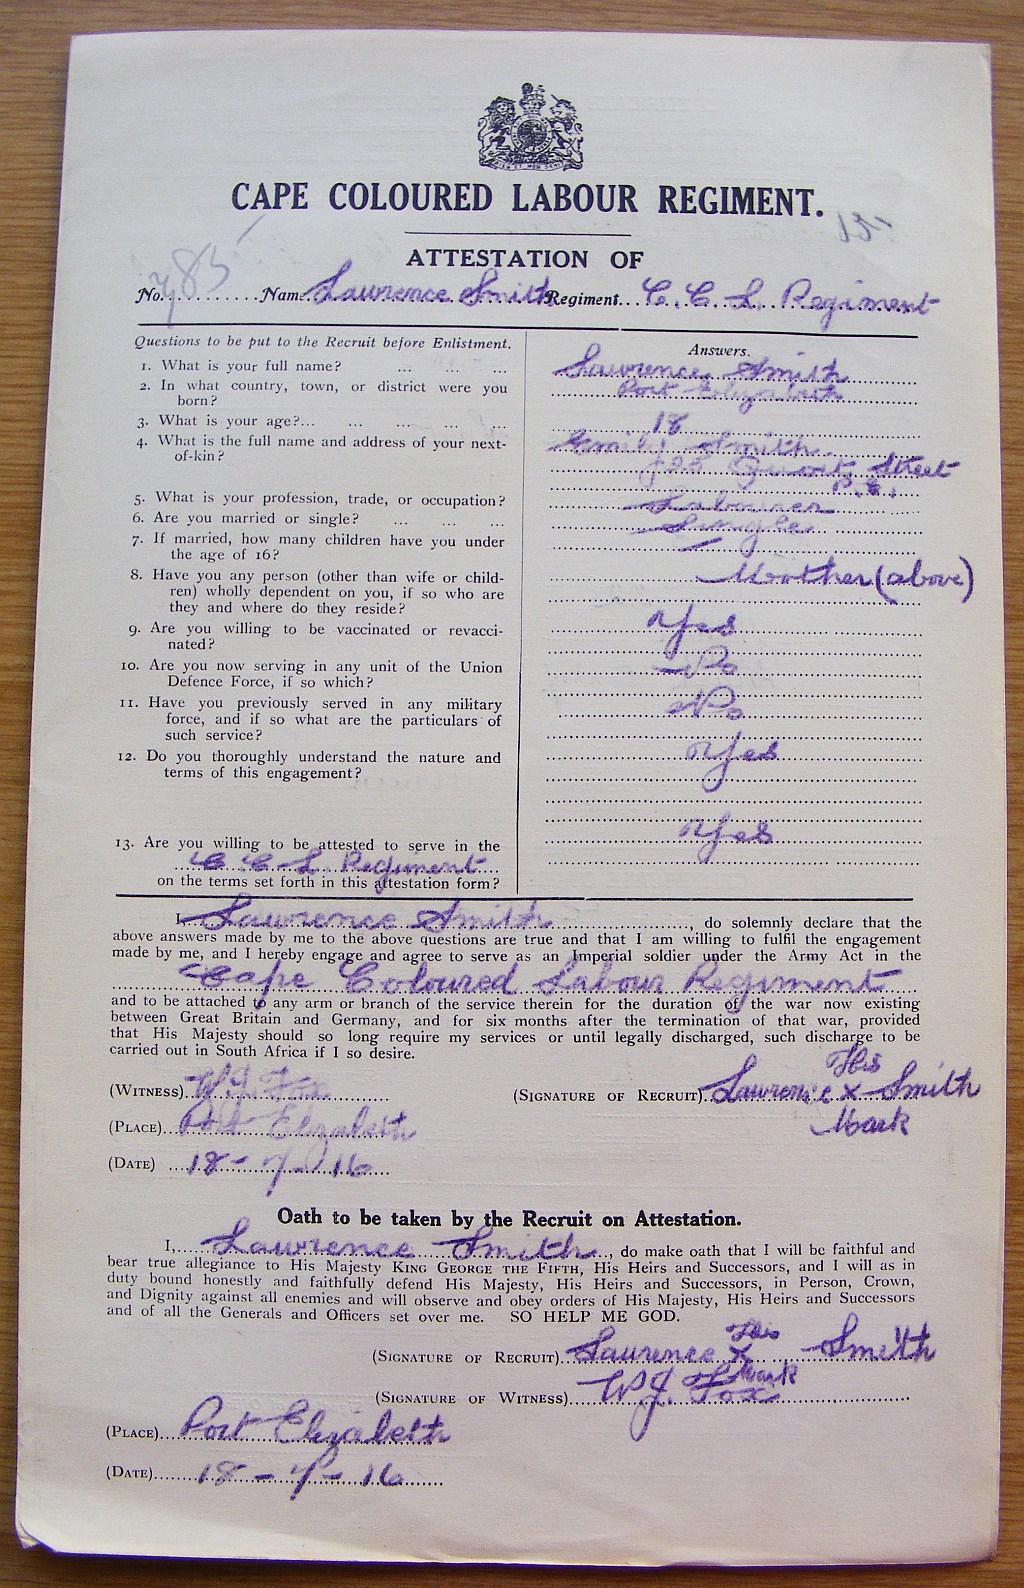 CAPE COLOURED LABOUR REGIMENT.
ATTESTATION OF
No. 783 Name Lawrence Smith Regiment C. C. L. Regiment
Questions to be put to the Recruit before Enlistment.
Answers.
1. What is your full name? ... ... ...
Lawrence Smith
2. In what country, town, or district were you
born?
Port Elizabeth
3. What is your age?... ... ... ... ...
18
4. What is the full name and address of your next-
of-kin?
Emily Smith.
Street
P.E.
5. What is your profession, trade, or occupation?
Labourer
6. Are you married or single? ... ... ...
Single
7. If married, how many children have you under
the age of 16?
—
8. Have you any person (other than wife or child-
ren) wholly dependent on you, if so who are
they and where do they reside?
Mother (above)
9. Are you willing to be vaccinated or revacci-
nated?
Yes
10. Are you now serving in any unit of the Union
Defence Force, if so which?
No
11. Have you previously served in any military
force, and if so what are the particulars of
such service?
No
12. Do you thoroughly understand the nature and
terms of this engagement?
Yes
13. Are you willing to be attested to serve in the
C. C. L. Regiment
on the terms set forth in this attestation form?
Yes
I, Lawrence Smith, do solemnly declare that the
above answers made by me to the above questions are true and that I am willing to fulfil the engagement
made by me, and I hereby engage and agree to serve as an Imperial soldier under the Army Act in the
Cape Coloured Labour Regiment
and to be attached to any arm or branch of the service therein for the duration of the war now existing
between Great Britain and Germany, and for six months after the termination of that war, provided
that His Majesty should so long require my services or until legally discharged, such discharge to be
carried out in South Africa if I so desire.
(WITNESS) W. J. Fox
His
(SIGNATURE OF RECRUIT) Lawrence X Smith
Mark
(PLACE) Port Elizabeth
(DATE) 18 - 7 - 16
Oath to be taken by the Recruit on Attestation.
I, Lawrence Smith, do make oath that I will be faithful and
bear true allegiance to His Majesty KING GEORGE THE FIFTH, His Heirs and Successors, and I will as in
duty bound honestly and faithfully defend His Majesty, His Heirs and Successors, in Person, Crown,
and Dignity against all enemies and will observe and obey orders of His Majesty, His Heirs and Successors
and of all the Generals and Officers set over me. SO HELP ME GOD.
His
(SIGNATURE OF RECRUIT) Lawrence X Smith
Mark
(SIGNATURE OF WITNESS) W. J. Fox
(PLACE) Port Elizabeth
(DATE) 18 - 7 - 16